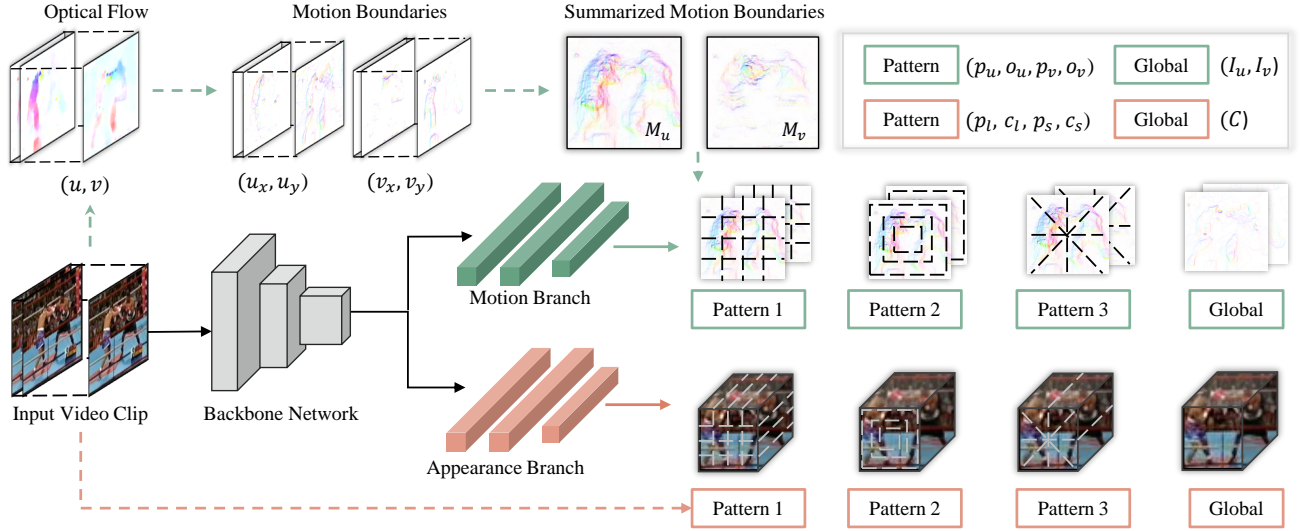 Optical Flow
Motion Boundaries
Summarized Motion Boundaries
M_u
M_v
Pattern (p_u, o_u, p_v, o_v) Global (I_u, I_v)
Pattern (p_l, c_l, p_s, c_s) Global (C)
(u, v)
(u_x, u_y) (v_x, v_y)
Motion Branch
Pattern 1 Pattern 2 Pattern 3 Global
Input Video Clip
Backbone Network
Appearance Branch
Pattern 1 Pattern 2 Pattern 3 Global